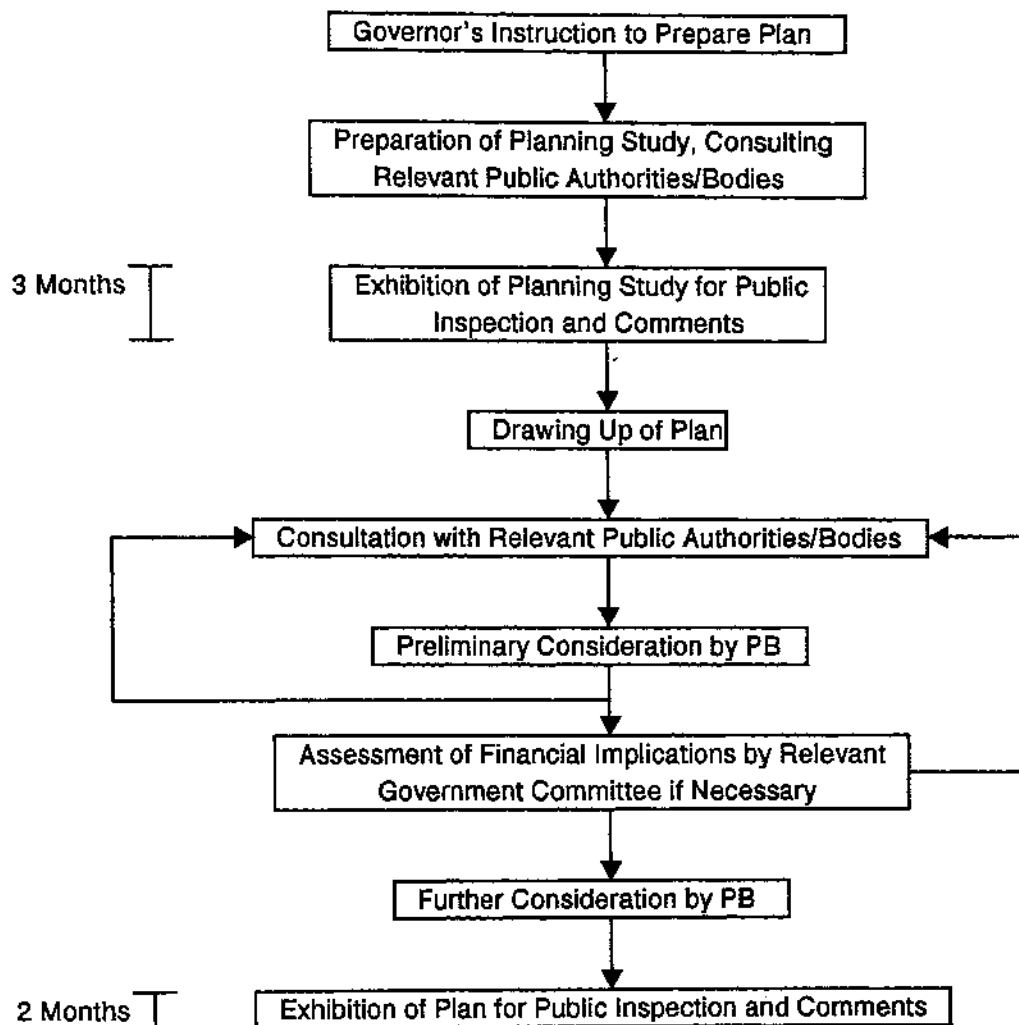 Governor's Instruction to Prepare Plan
Preparation of Planning Study, Consulting
Relevant Public Authorities/Bodies
3 Months
Exhibition of Planning Study for Public
Inspection and Comments
Drawing Up of Plan
Consultation with Relevant Public Authorities/Bodies
Preliminary Consideration by PB
Assessment of Financial Implications by Relevant
Government Committee if Necessary
Further Consideration by PB
2 Months
Exhibition of Plan for Public Inspection and Comments